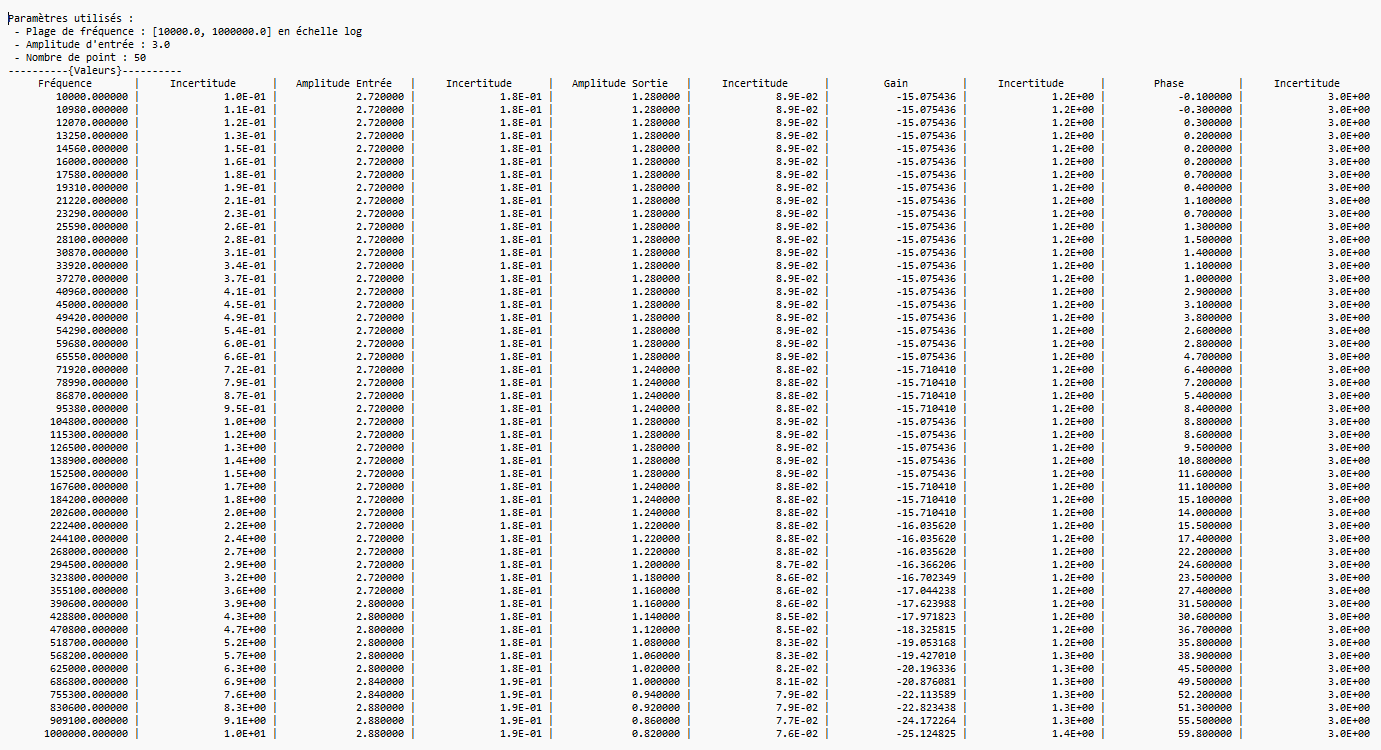 Paramètres utilisés :
- Plage de fréquence : [10000.0, 1000000.0] en échelle log
- Amplitude d'entrée : 3.0
- Nombre de point : 50
----------{Valeurs}----------
Fréquence | Incertitude | Amplitude Entrée | Incertitude | Amplitude Sortie | Incertitude | Gain | Incertitude | Phase | Incertitude
10000.000000 | 1.0E-01 | 2.720000 | 1.8E-01 | 1.280000 | 8.9E-02 | -15.075436 | 1.2E+00 | -0.100000 | 3.0E+00
10980.000000 | 1.1E-01 | 2.720000 | 1.8E-01 | 1.280000 | 8.9E-02 | -15.075436 | 1.2E+00 | -0.300000 | 3.0E+00
12070.000000 | 1.2E-01 | 2.720000 | 1.8E-01 | 1.280000 | 8.9E-02 | -15.075436 | 1.2E+00 | 0.300000 | 3.0E+00
13250.000000 | 1.3E-01 | 2.720000 | 1.8E-01 | 1.280000 | 8.9E-02 | -15.075436 | 1.2E+00 | 0.200000 | 3.0E+00
14560.000000 | 1.5E-01 | 2.720000 | 1.8E-01 | 1.280000 | 8.9E-02 | -15.075436 | 1.2E+00 | 0.200000 | 3.0E+00
16000.000000 | 1.6E-01 | 2.720000 | 1.8E-01 | 1.280000 | 8.9E-02 | -15.075436 | 1.2E+00 | 0.200000 | 3.0E+00
17580.000000 | 1.8E-01 | 2.720000 | 1.8E-01 | 1.280000 | 8.9E-02 | -15.075436 | 1.2E+00 | 0.700000 | 3.0E+00
19310.000000 | 1.9E-01 | 2.720000 | 1.8E-01 | 1.280000 | 8.9E-02 | -15.075436 | 1.2E+00 | 0.400000 | 3.0E+00
21220.000000 | 2.1E-01 | 2.720000 | 1.8E-01 | 1.280000 | 8.9E-02 | -15.075436 | 1.2E+00 | 1.100000 | 3.0E+00
23290.000000 | 2.3E-01 | 2.720000 | 1.8E-01 | 1.280000 | 8.9E-02 | -15.075436 | 1.2E+00 | 0.700000 | 3.0E+00
25590.000000 | 2.6E-01 | 2.720000 | 1.8E-01 | 1.280000 | 8.9E-02 | -15.075436 | 1.2E+00 | 1.300000 | 3.0E+00
28100.000000 | 2.8E-01 | 2.720000 | 1.8E-01 | 1.280000 | 8.9E-02 | -15.075436 | 1.2E+00 | 1.500000 | 3.0E+00
30870.000000 | 3.1E-01 | 2.720000 | 1.8E-01 | 1.280000 | 8.9E-02 | -15.075436 | 1.2E+00 | 1.400000 | 3.0E+00
33920.000000 | 3.4E-01 | 2.720000 | 1.8E-01 | 1.280000 | 8.9E-02 | -15.075436 | 1.2E+00 | 1.100000 | 3.0E+00
37270.000000 | 3.7E-01 | 2.720000 | 1.8E-01 | 1.280000 | 8.9E-02 | -15.075436 | 1.2E+00 | 1.000000 | 3.0E+00
40960.000000 | 4.1E-01 | 2.720000 | 1.8E-01 | 1.280000 | 8.9E-02 | -15.075436 | 1.2E+00 | 2.900000 | 3.0E+00
45000.000000 | 4.5E-01 | 2.720000 | 1.8E-01 | 1.280000 | 8.9E-02 | -15.075436 | 1.2E+00 | 3.100000 | 3.0E+00
49420.000000 | 4.9E-01 | 2.720000 | 1.8E-01 | 1.280000 | 8.9E-02 | -15.075436 | 1.2E+00 | 3.800000 | 3.0E+00
54290.000000 | 5.4E-01 | 2.720000 | 1.8E-01 | 1.280000 | 8.9E-02 | -15.075436 | 1.2E+00 | 2.600000 | 3.0E+00
59680.000000 | 6.0E-01 | 2.720000 | 1.8E-01 | 1.280000 | 8.9E-02 | -15.075436 | 1.2E+00 | 2.800000 | 3.0E+00
65550.000000 | 6.6E-01 | 2.720000 | 1.8E-01 | 1.280000 | 8.9E-02 | -15.075436 | 1.2E+00 | 4.700000 | 3.0E+00
71920.000000 | 7.2E-01 | 2.720000 | 1.8E-01 | 1.240000 | 8.8E-02 | -15.710410 | 1.2E+00 | 6.400000 | 3.0E+00
78990.000000 | 7.9E-01 | 2.720000 | 1.8E-01 | 1.240000 | 8.8E-02 | -15.710410 | 1.2E+00 | 7.200000 | 3.0E+00
86870.000000 | 8.7E-01 | 2.720000 | 1.8E-01 | 1.240000 | 8.8E-02 | -15.710410 | 1.2E+00 | 5.400000 | 3.0E+00
95380.000000 | 9.5E-01 | 2.720000 | 1.8E-01 | 1.240000 | 8.8E-02 | -15.710410 | 1.2E+00 | 8.400000 | 3.0E+00
104800.000000 | 1.0E+00 | 2.720000 | 1.8E-01 | 1.280000 | 8.9E-02 | -15.075436 | 1.2E+00 | 8.800000 | 3.0E+00
115300.000000 | 1.2E+00 | 2.720000 | 1.8E-01 | 1.280000 | 8.9E-02 | -15.075436 | 1.2E+00 | 8.600000 | 3.0E+00
126500.000000 | 1.3E+00 | 2.720000 | 1.8E-01 | 1.280000 | 8.9E-02 | -15.075436 | 1.2E+00 | 9.500000 | 3.0E+00
138900.000000 | 1.4E+00 | 2.720000 | 1.8E-01 | 1.280000 | 8.9E-02 | -15.075436 | 1.2E+00 | 10.800000 | 3.0E+00
152500.000000 | 1.5E+00 | 2.720000 | 1.8E-01 | 1.280000 | 8.9E-02 | -15.075436 | 1.2E+00 | 11.600000 | 3.0E+00
167600.000000 | 1.7E+00 | 2.720000 | 1.8E-01 | 1.240000 | 8.8E-02 | -15.710410 | 1.2E+00 | 11.100000 | 3.0E+00
184200.000000 | 1.8E+00 | 2.720000 | 1.8E-01 | 1.240000 | 8.8E-02 | -15.710410 | 1.2E+00 | 15.100000 | 3.0E+00
202600.000000 | 2.0E+00 | 2.720000 | 1.8E-01 | 1.240000 | 8.8E-02 | -15.710410 | 1.2E+00 | 14.000000 | 3.0E+00
222400.000000 | 2.2E+00 | 2.720000 | 1.8E-01 | 1.220000 | 8.8E-02 | -16.035620 | 1.2E+00 | 15.500000 | 3.0E+00
244100.000000 | 2.4E+00 | 2.720000 | 1.8E-01 | 1.220000 | 8.8E-02 | -16.035620 | 1.2E+00 | 17.400000 | 3.0E+00
268000.000000 | 2.7E+00 | 2.720000 | 1.8E-01 | 1.220000 | 8.8E-02 | -16.035620 | 1.2E+00 | 22.200000 | 3.0E+00
294500.000000 | 2.9E+00 | 2.720000 | 1.8E-01 | 1.200000 | 8.7E-02 | -16.366206 | 1.2E+00 | 24.600000 | 3.0E+00
323800.000000 | 3.2E+00 | 2.720000 | 1.8E-01 | 1.180000 | 8.6E-02 | -16.702349 | 1.2E+00 | 23.500000 | 3.0E+00
355100.000000 | 3.6E+00 | 2.720000 | 1.8E-01 | 1.160000 | 8.6E-02 | -17.044238 | 1.2E+00 | 27.400000 | 3.0E+00
390600.000000 | 3.9E+00 | 2.800000 | 1.8E-01 | 1.160000 | 8.6E-02 | -17.623988 | 1.2E+00 | 31.500000 | 3.0E+00
428800.000000 | 4.3E+00 | 2.800000 | 1.8E-01 | 1.140000 | 8.5E-02 | -17.971823 | 1.2E+00 | 30.600000 | 3.0E+00
470800.000000 | 4.7E+00 | 2.800000 | 1.8E-01 | 1.120000 | 8.5E-02 | -18.325815 | 1.2E+00 | 36.700000 | 3.0E+00
518700.000000 | 5.2E+00 | 2.800000 | 1.8E-01 | 1.080000 | 8.3E-02 | -19.053168 | 1.2E+00 | 35.800000 | 3.0E+00
568200.000000 | 5.7E+00 | 2.800000 | 1.8E-01 | 1.060000 | 8.3E-02 | -19.427010 | 1.3E+00 | 38.900000 | 3.0E+00
625000.000000 | 6.3E+00 | 2.800000 | 1.8E-01 | 1.020000 | 8.2E-02 | -20.196336 | 1.3E+00 | 45.500000 | 3.0E+00
686800.000000 | 6.9E+00 | 2.840000 | 1.9E-01 | 1.000000 | 8.1E-02 | -20.876081 | 1.3E+00 | 49.500000 | 3.0E+00
755300.000000 | 7.6E+00 | 2.840000 | 1.9E-01 | 0.940000 | 7.9E-02 | -22.113589 | 1.3E+00 | 52.200000 | 3.0E+00
830600.000000 | 8.3E+00 | 2.880000 | 1.9E-01 | 0.920000 | 7.9E-02 | -22.823438 | 1.3E+00 | 51.300000 | 3.0E+00
909100.000000 | 9.1E+00 | 2.880000 | 1.9E-01 | 0.860000 | 7.7E-02 | -24.172264 | 1.3E+00 | 55.500000 | 3.0E+00
1000000.000000 | 1.0E+01 | 2.880000 | 1.9E-01 | 0.820000 | 7.6E-02 | -25.124825 | 1.4E+00 | 59.800000 | 3.0E+00